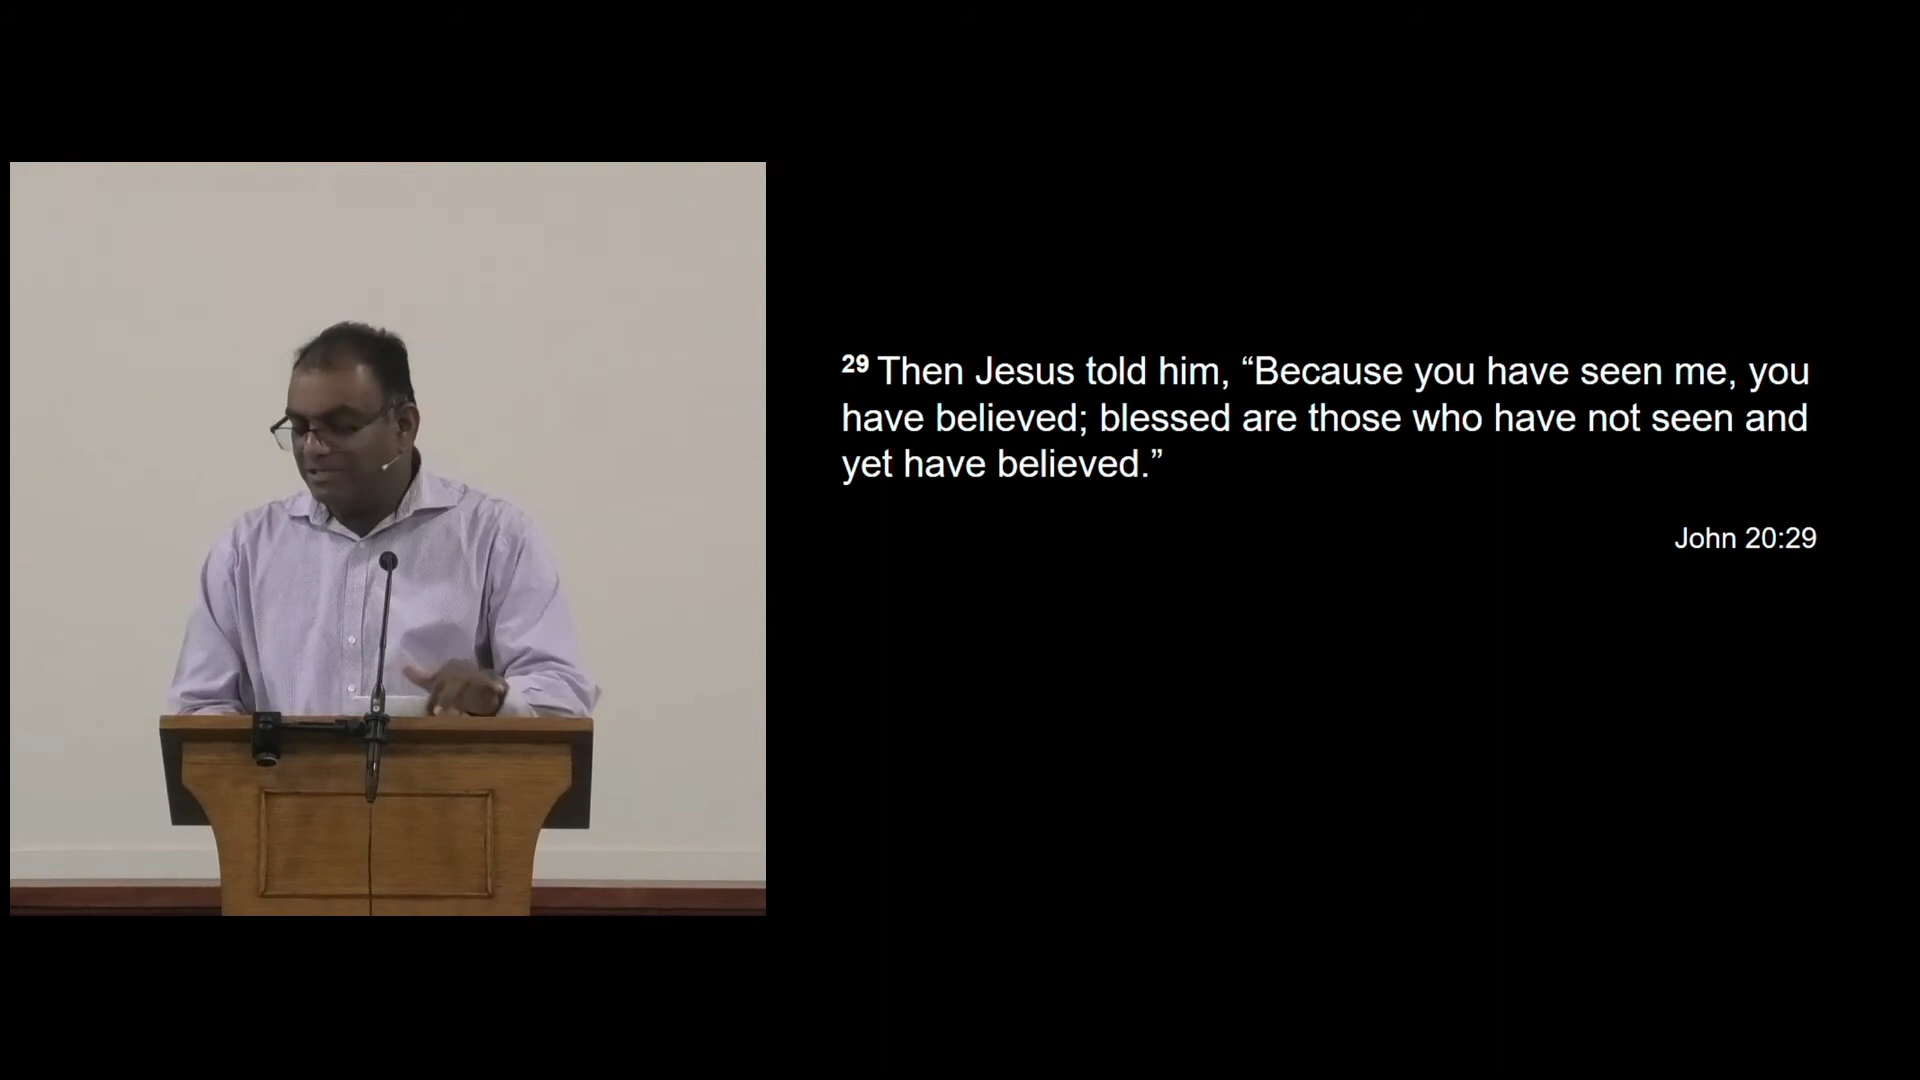 29 Then Jesus told him, “Because you have seen me, you
have believed; blessed are those who have not seen and
yet have believed.”
John 20:29